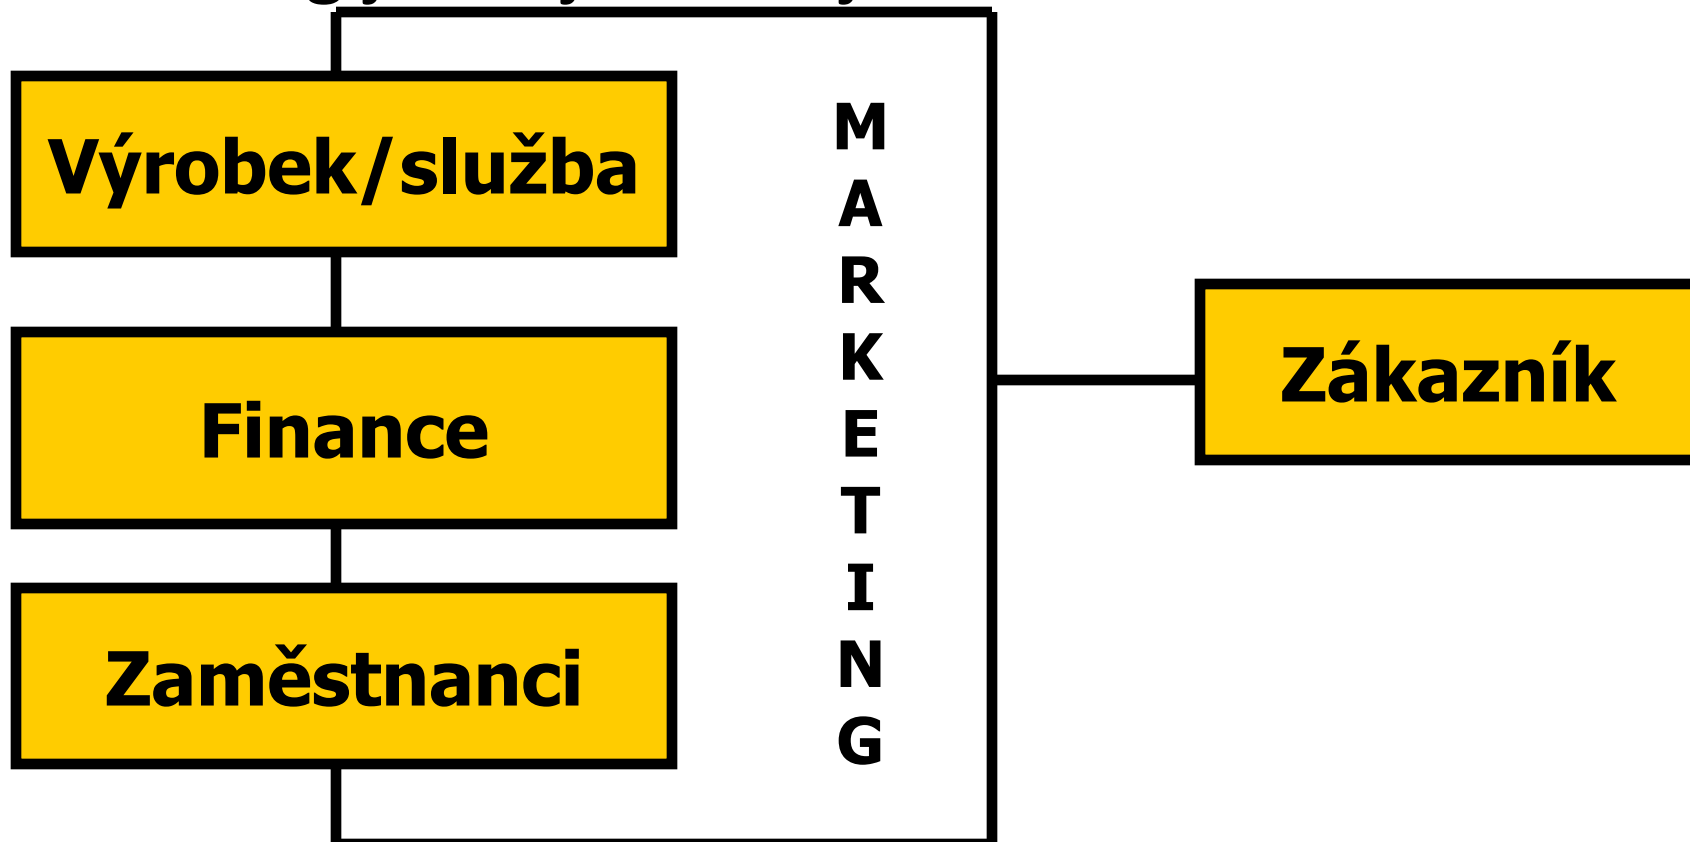 Výrobek/služba
Finance
Zaměstnanci
M
A
R
K
E
T
I
N
G
Zákazník